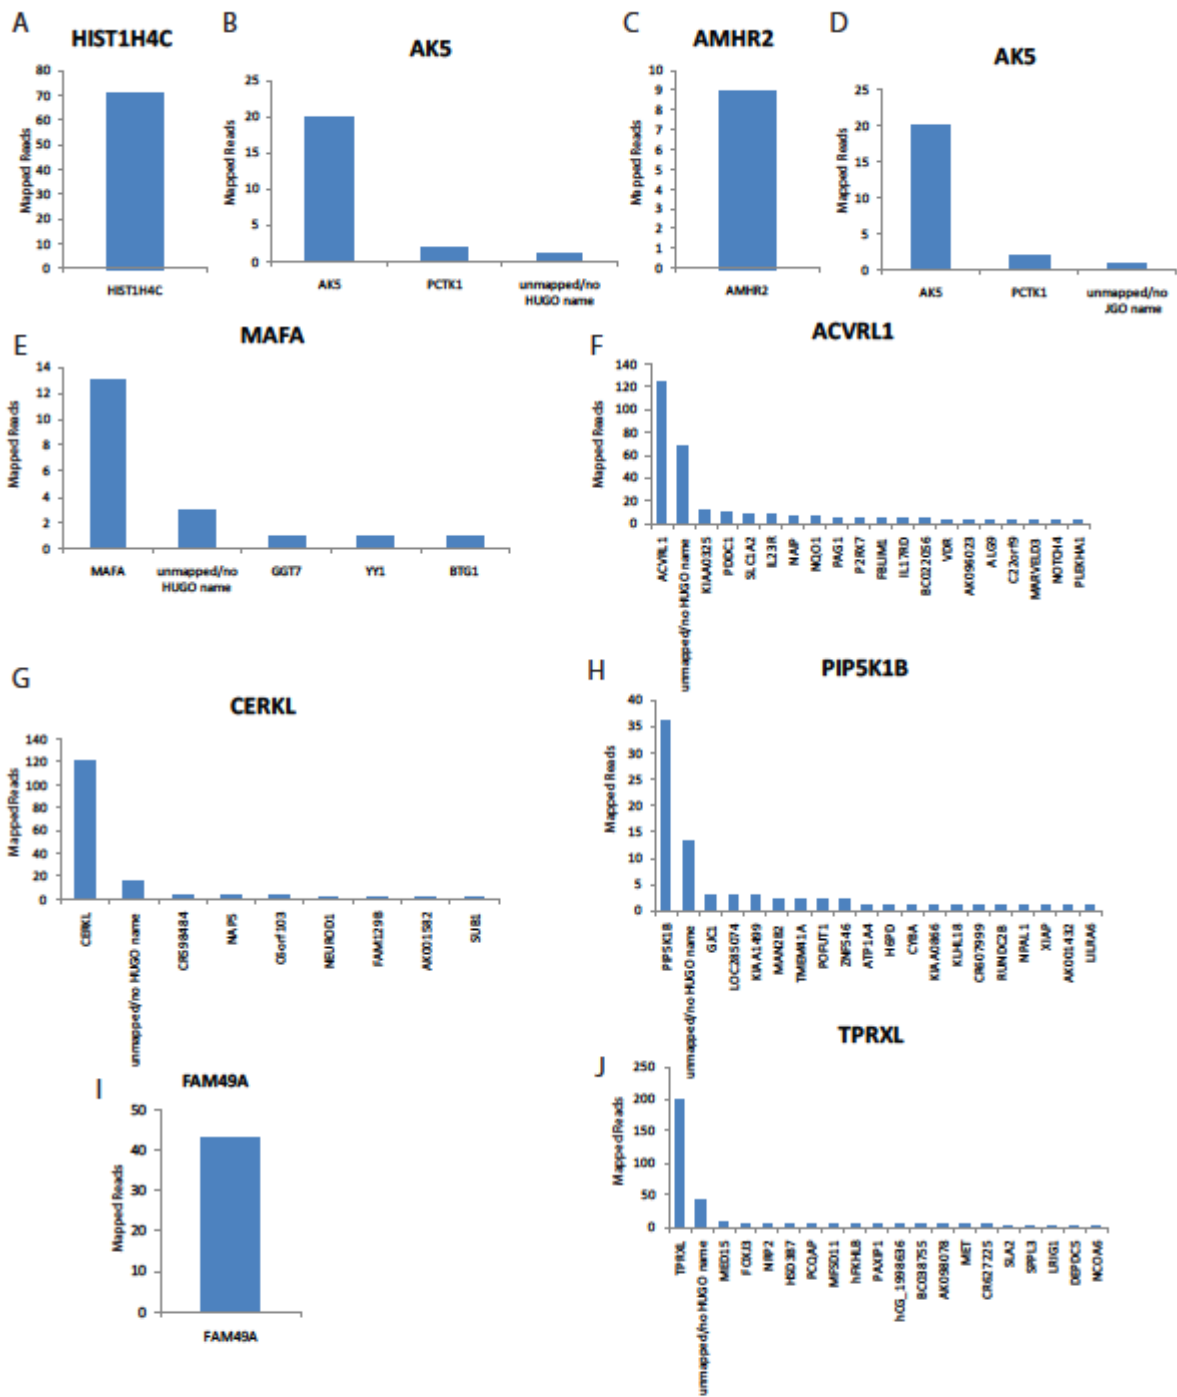 A
HIST1H4C
80
70
60
50
40
30
20
10
0
Mapped Reads
HIST1H4C
B
AK5
25
20
15
10
5
0
Mapped Reads
AK5
PCTK1
unmapped/no
HUGO name
C
AMHR2
10
9
8
7
6
5
4
3
2
1
0
Mapped Reads
AMHR2
D
AK5
25
20
15
10
5
0
Mapped Reads
AK5
PCTK1
unmapped/no
JGO name
E
MAFA
14
12
10
8
6
4
2
0
Mapped Reads
MAFA
unmapped/no
HUGO name
GGT7
YY1
BTG1
F
ACVRL1
140
120
100
80
60
40
20
0
Mapped Reads
ACVRL1
unmapped/no HUGO name
KIAA0325
PDDC1
SLC1A2
IL23R
NAIP
NQO1
PAG1
P2RX7
FBLIM1
IL17RD
BC022056
VDR
AK096023
ALG9
C22orf9
MARVELD3
NOTCH4
PLEKHA1
G
CERKL
140
120
100
80
60
40
20
0
Mapped Reads
CERKL
unmapped/no HUGO name
CR598484
NAP5
C6orf103
NEUROD1
FAM129B
AK001582
SUB1
H
PIP5K1B
40
35
30
25
20
15
10
5
0
Mapped Reads
PIP5K1B
unmapped/no HUGO name
GJC1
LOC285074
KIAA1499
MAN2B2
TMEM41A
POFUT1
ZNF546
ATP1A4
H6PD
CYBA
KIAA0866
KLHL18
CR607999
RUNDC2B
NPAL1
XIAP
AK001432
LILRA6
I
FAM49A
50
40
30
20
10
0
Mapped Reads
FAM49A
J
TPRXL
250
200
150
100
50
0
Mapped Reads
TPRXL
unmapped/no HUGO name
MED15
FOXJ3
NRP2
HSD3B7
PCQAP
MFSD11
hFKHLB
PAXIP1
hCG_1998636
BC038755
AK098078
MET
CR627225
SLA2
SPPL3
LRIG1
DEPDC5
NCOA6